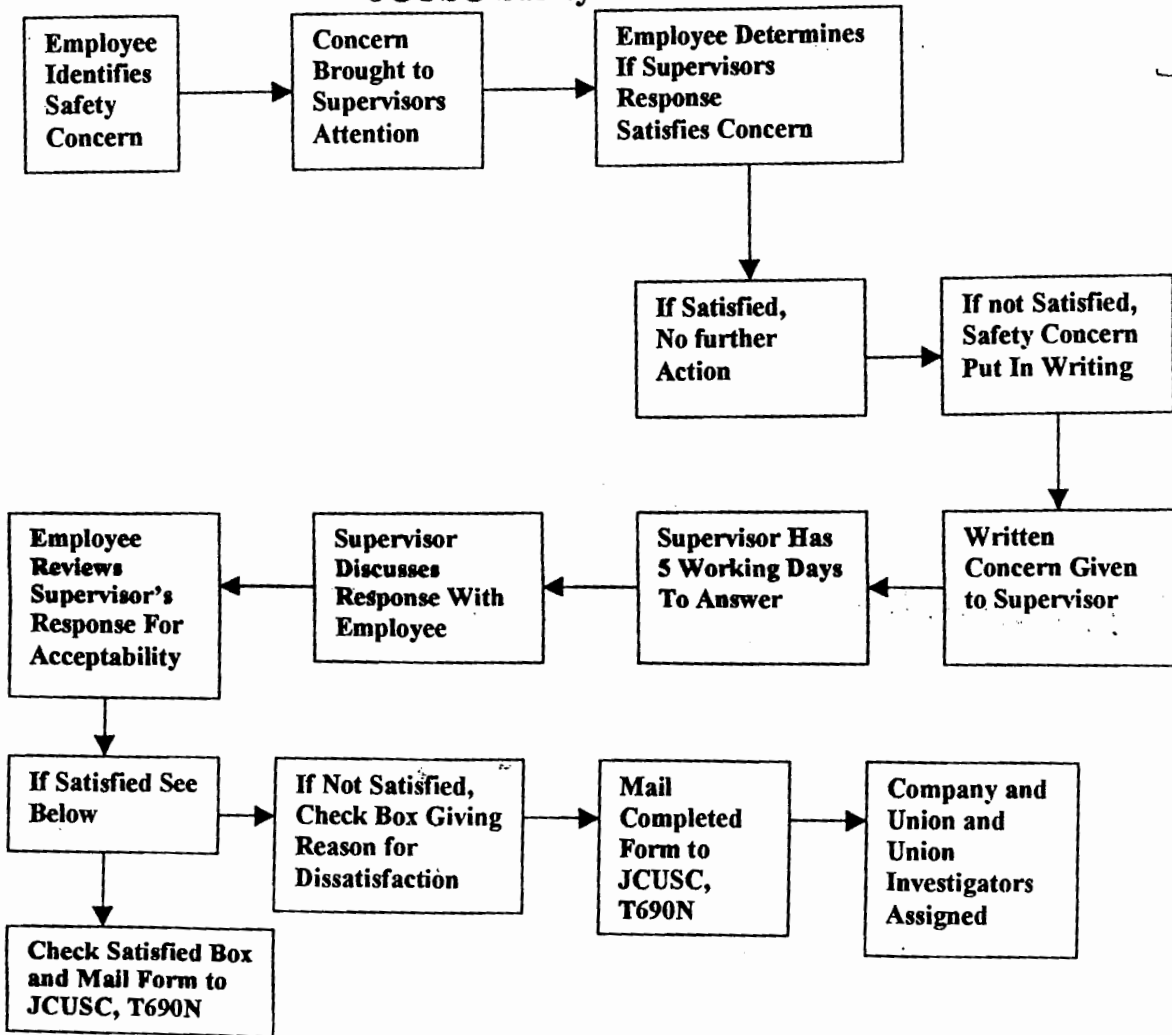 Employee
Identifies
Safety
Concern
Concern
Brought to
Supervisors
Attention
Employee Determines
If Supervisors
Response
Satisfies Concern
If Satisfied,
No further
Action
If not Satisfied,
Safety Concern
Put In Writing
Written
Concern Given
to Supervisor
Supervisor Has
5 Working Days
To Answer
Supervisor
Discusses
Response With
Employee
Employee
Reviews
Supervisor's
Response For
Acceptability
If Satisfied See
Below
If Not Satisfied,
Check Box Giving
Reason for
Dissatisfaction
Mail
Completed
Form to
JCUSC,
T690N
Company and
Union and
Union
Investigators
Assigned
Check Satisfied Box
and Mail Form to
JCUSC, T690N